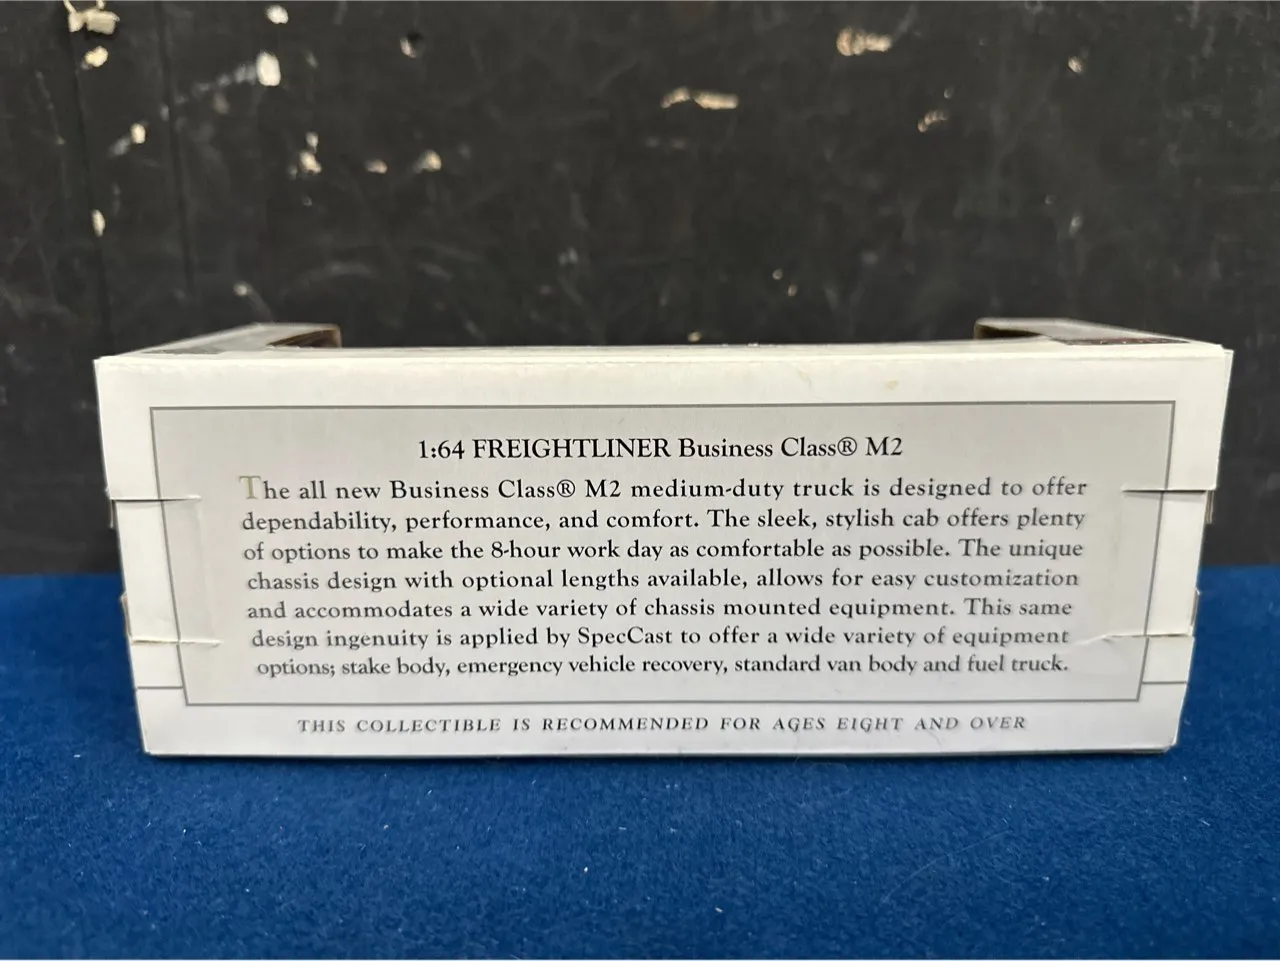 1:64 FREIGHTLINER Business Class® M2
The all new Business Class® M2 medium-duty truck is designed to offer
dependability, performance, and comfort. The sleek, stylish cab offers plenty
of options to make the 8-hour work day as comfortable as possible. The unique
chassis design with optional lengths available, allows for easy customization
and accommodates a wide variety of chassis mounted equipment. This same
design ingenuity is applied by SpecCast to offer a wide variety of equipment
options; stake body, emergency vehicle recovery, standard van body and fuel truck.
THIS COLLECTIBLE IS RECOMMENDED FOR AGES EIGHT AND OVER